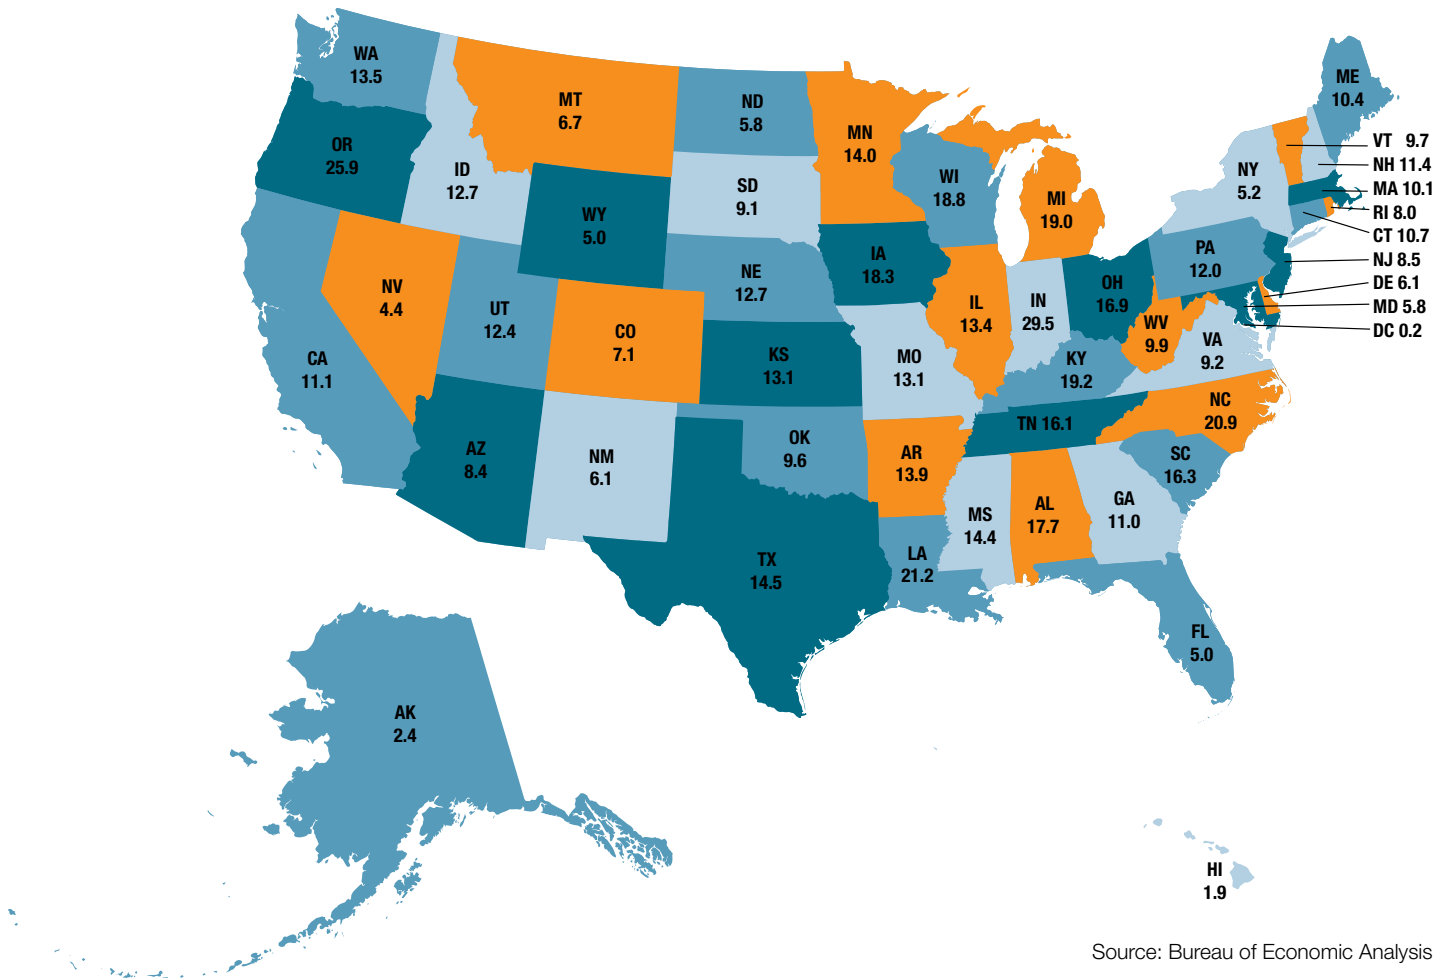 WA
13.5
OR
25.9
ID
12.7
MT
6.7
ND
5.8
MN
14.0
SD
9.1
WY
5.0
WI
18.8
MI
19.0
NY
5.2
ME
10.4
VT 9.7
NH 11.4
MA 10.1
RI 8.0
CT 10.7
NJ 8.5
DE 6.1
MD 5.8
DC 0.2
PA
12.0
IA
18.3
NE
12.7
NV
4.4
UT
12.4
CO
7.1
CA
11.1
KS
13.1
MO
13.1
IL
13.4
IN
29.5
OH
16.9
WV
9.9
VA
9.2
KY
19.2
NC
20.9
TN 16.1
SC
16.3
AZ
8.4
NM
6.1
OK
9.6
AR
13.9
MS
14.4
AL
17.7
GA
11.0
LA
21.2
TX
14.5
FL
5.0
AK
2.4
HI
1.9
Source: Bureau of Economic Analysis